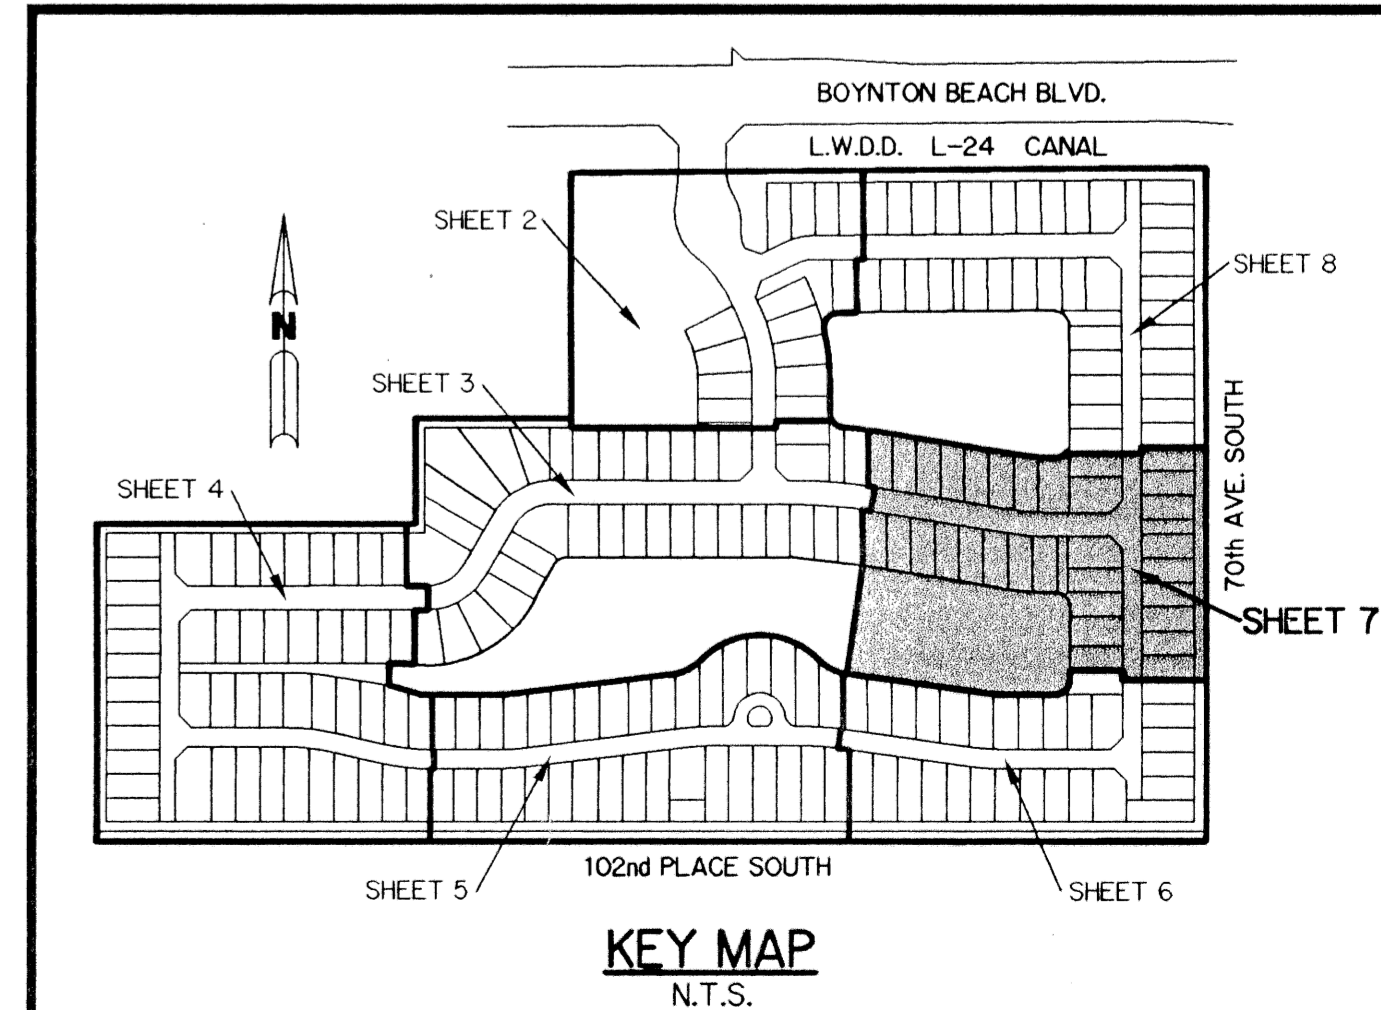 BOYNTON BEACH BLVD.
L.W.D.D. L-24 CANAL
SHEET 2
SHEET 8
N
SHEET 3
70th AVE. SOUTH
SHEET 4
SHEET 7
102nd PLACE SOUTH
SHEET 5
SHEET 6
KEY MAP
N.T.S.